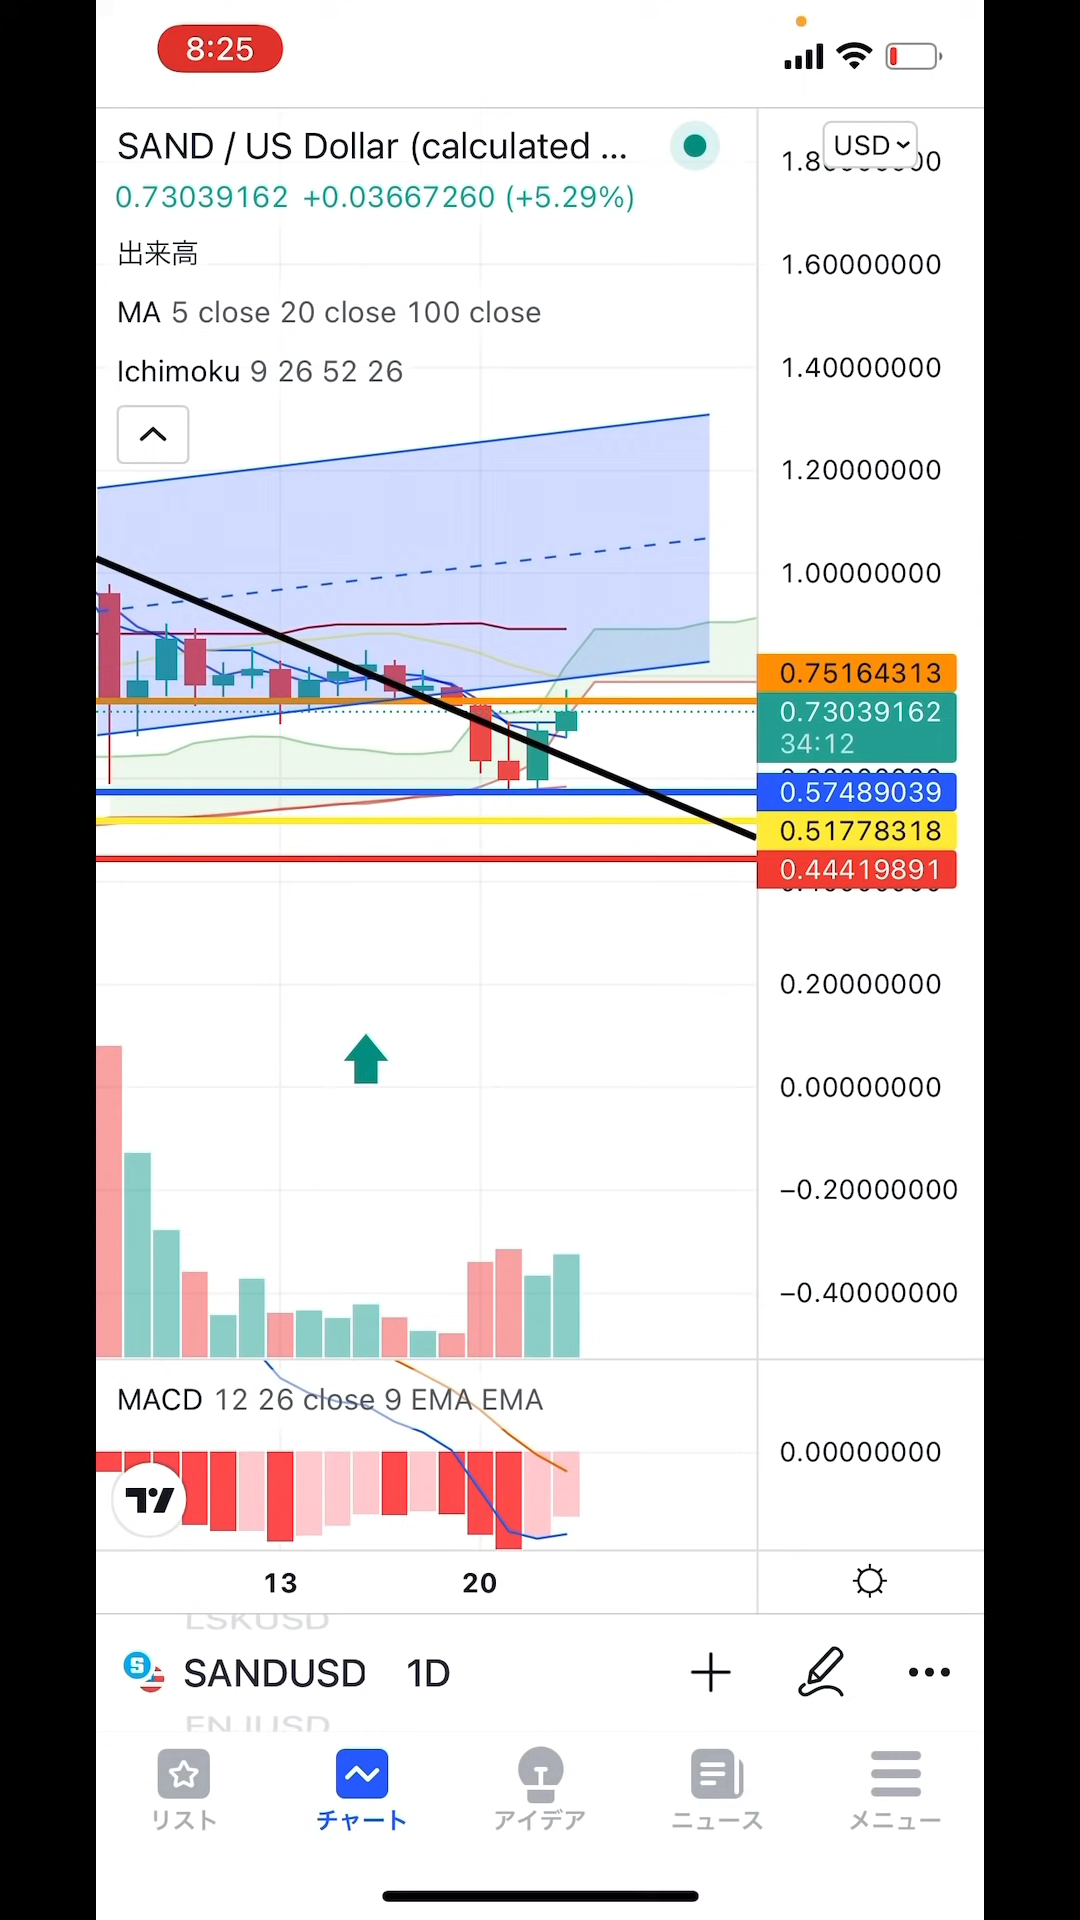 8:25
SAND / US Dollar (calculated ...
USD
0.73039162 +0.03667260 (+5.29%)
出来高
MA 5 close 20 close 100 close
Ichimoku 9 26 52 26
1.60000000
1.40000000
1.20000000
1.00000000
0.75164313
0.73039162
34:12
0.57489039
0.51778318
0.44419891
0.20000000
0.00000000
−0.20000000
−0.40000000
MACD 12 26 close 9 EMA EMA
0.00000000
13 20
LSKUSD
SANDUSD 1D
ENJUSD
リスト チャート アイデア ニュース メニュー